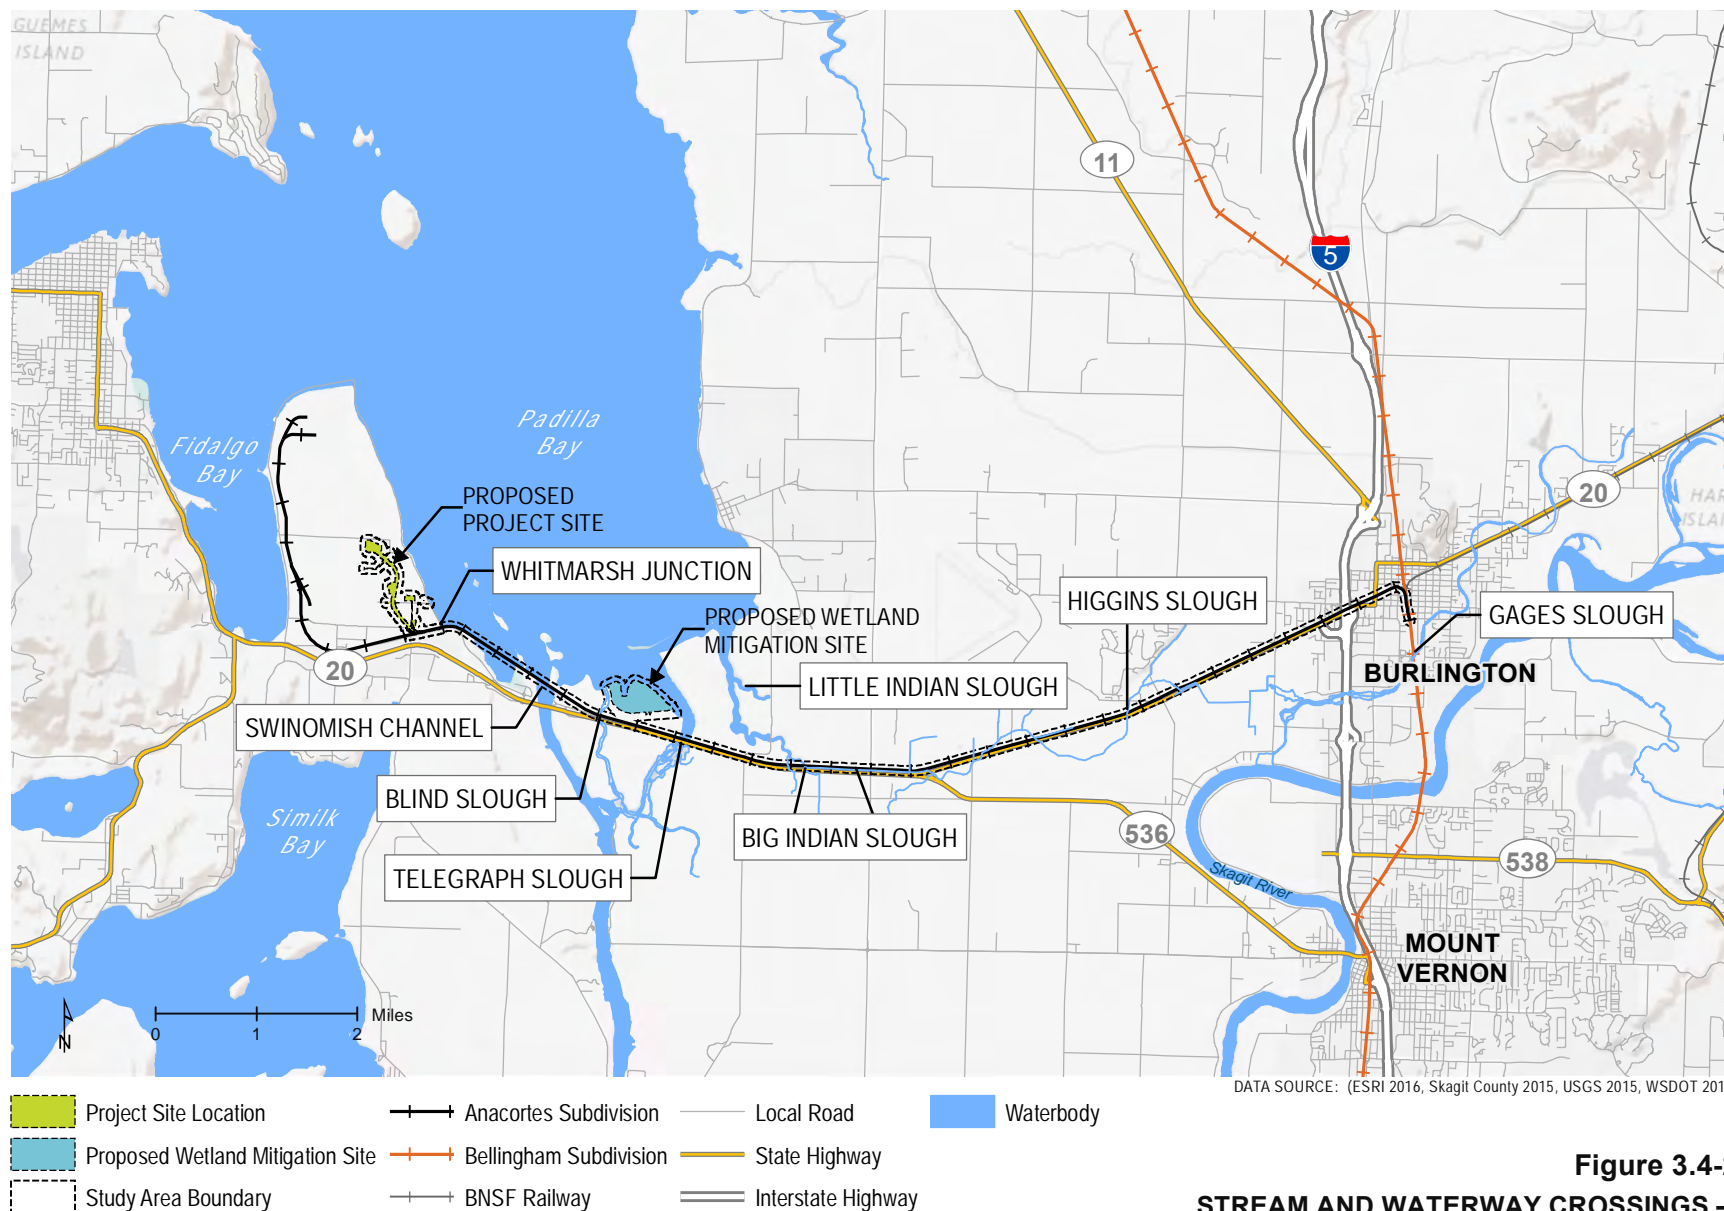 GUEMES
ISLAND
11
5
Padilla
Bay
Fidalgo
Bay
20
HAR
ISLAN
PROPOSED
PROJECT SITE
WHITMARSH JUNCTION
HIGGINS SLOUGH
GAGES SLOUGH
PROPOSED WETLAND
MITIGATION SITE
20
BURLINGTON
LITTLE INDIAN SLOUGH
SWINOMISH CHANNEL
BLIND SLOUGH
Similk
Bay
BIG INDIAN SLOUGH
536
538
TELEGRAPH SLOUGH
Skagit River
MOUNT
VERNON
N
0 1 2 Miles
DATA SOURCE: (ESRI 2016, Skagit County 2015, USGS 2015, WSDOT 201
Project Site Location
Anacortes Subdivision
Local Road
Waterbody
Proposed Wetland Mitigation Site
Bellingham Subdivision
State Highway
Study Area Boundary
BNSF Railway
Interstate Highway
Figure 3.4-
STREAM AND WATERWAY CROSSINGS -